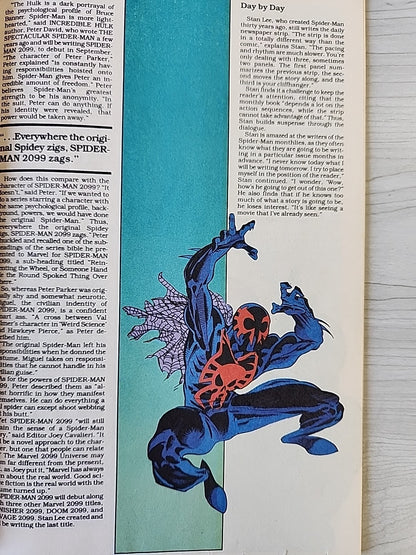 "The Hulk is a dark portrayal of
the psychological profile of Bruce
Banner. Spider-Man is more light-
hearted," said INCREDIBLE HULK
author, Peter David, who wrote THE
SPECTACULAR SPIDER-MAN a few
years ago and will be writing SPIDER-
MAN 2099, to debut in September.
"The character of Peter Parker,"
Peter explained "is constantly hav-
ing responsibilities hoisted onto
him. Spider-Man gives Peter an in-
credible amount of freedom." Peter
believes Spider-Man's greatest
strength to be his anonymity. "In
the suit, Peter can do anything. If
his identity were revealed, that
power would be taken away."
". . .Everywhere the origi-
nal Spidey zigs, SPIDER-
MAN 2099 zags."
How does this compare with the
character of SPIDER-MAN 2099? "It
doesn't," said Peter. "If we wanted to
do a series starring a character with
the same psychological profile, back-
ground, powers, we would have done
the original Spider-Man." Thus,
"Everywhere the original Spidey
zigs, SPIDER-MAN 2099 zags." Peter
chuckled and recalled one of the sub-
headings of the series bible he pre-
sented to Marvel for SPIDER-MAN
2099, a sub-heading titled "Rein-
venting the Wheel, or Someone Hand
Me the Round Spoked Thing Over
There."
So, whereas Peter Parker was origi-
nally shy and somewhat neurotic,
Miguel, the civilian indentity of
SPIDER-MAN 2099, is a confident
smart ass. "A cross between Val
Kilmer's character in 'Weird Science'
and Hawkeye Pierce," as Peter de-
scribed him.
"The original Spider-Man left his
responsibilities when he donned the
costume. Miguel takes on responsi-
bilities that he cannot handle in his
civilian guise."
As for the powers of SPIDER-MAN
2099, Peter described them as "al-
most horrific in how they manifest
themselves. He can do everything a
real spider can except shoot webbing
out his butt."
Yet SPIDER-MAN 2099 "will still
retain the sense of a Spider-Man
story," said Editor Joey Cavalieri. "It
will be a novel approach to the char-
acter, but one that people can relate
to." The Marvel 2099 Universe may
seem far different from the present,
but, as Joey put it, "Marvel has always
been about the real world. Good sci-
ence fiction is the real world with the
volume turned up."
SPIDER-MAN 2099 will debut along
with three other Marvel 2099 titles,
PUNISHER 2099, DOOM 2099, and
RAVAGE 2099. Stan Lee created and
will be writing the last title.
Day by Day
Stan Lee, who created Spider-Man
thirty years ago, still writes the daily
newspaper strip. "The strip is done
in a totally different way than the
comic," explains Stan. "The pacing
and rhythm are much slower. You're
only dealing with three, sometimes
two panels. The first panel sum-
marizes the previous strip, the sec-
ond moves the story along, and the
third is your cliffhanger."
Stan finds it a challenge to keep the
reader's attention, citing that the
monthly book "depends a lot on the
action sequences, while the strip
cannot take advantage of that." Thus,
Stan builds suspense through the
dialogue.
Stan is amazed at the writers of the
Spider-Man monthlies, as they often
know what they are going to be writ-
ing in a particular issue months in
advance. "I never know today what I
will be writing tomorrow. I try to place
myself in the position of the reader,"
Stan continued. "I wonder, 'Wow,
how's he going to get out of this one?'"
He also finds that if he knows too
much of what a story is going to be,
he loses interest. "It's like seeing a
movie that I've already seen."